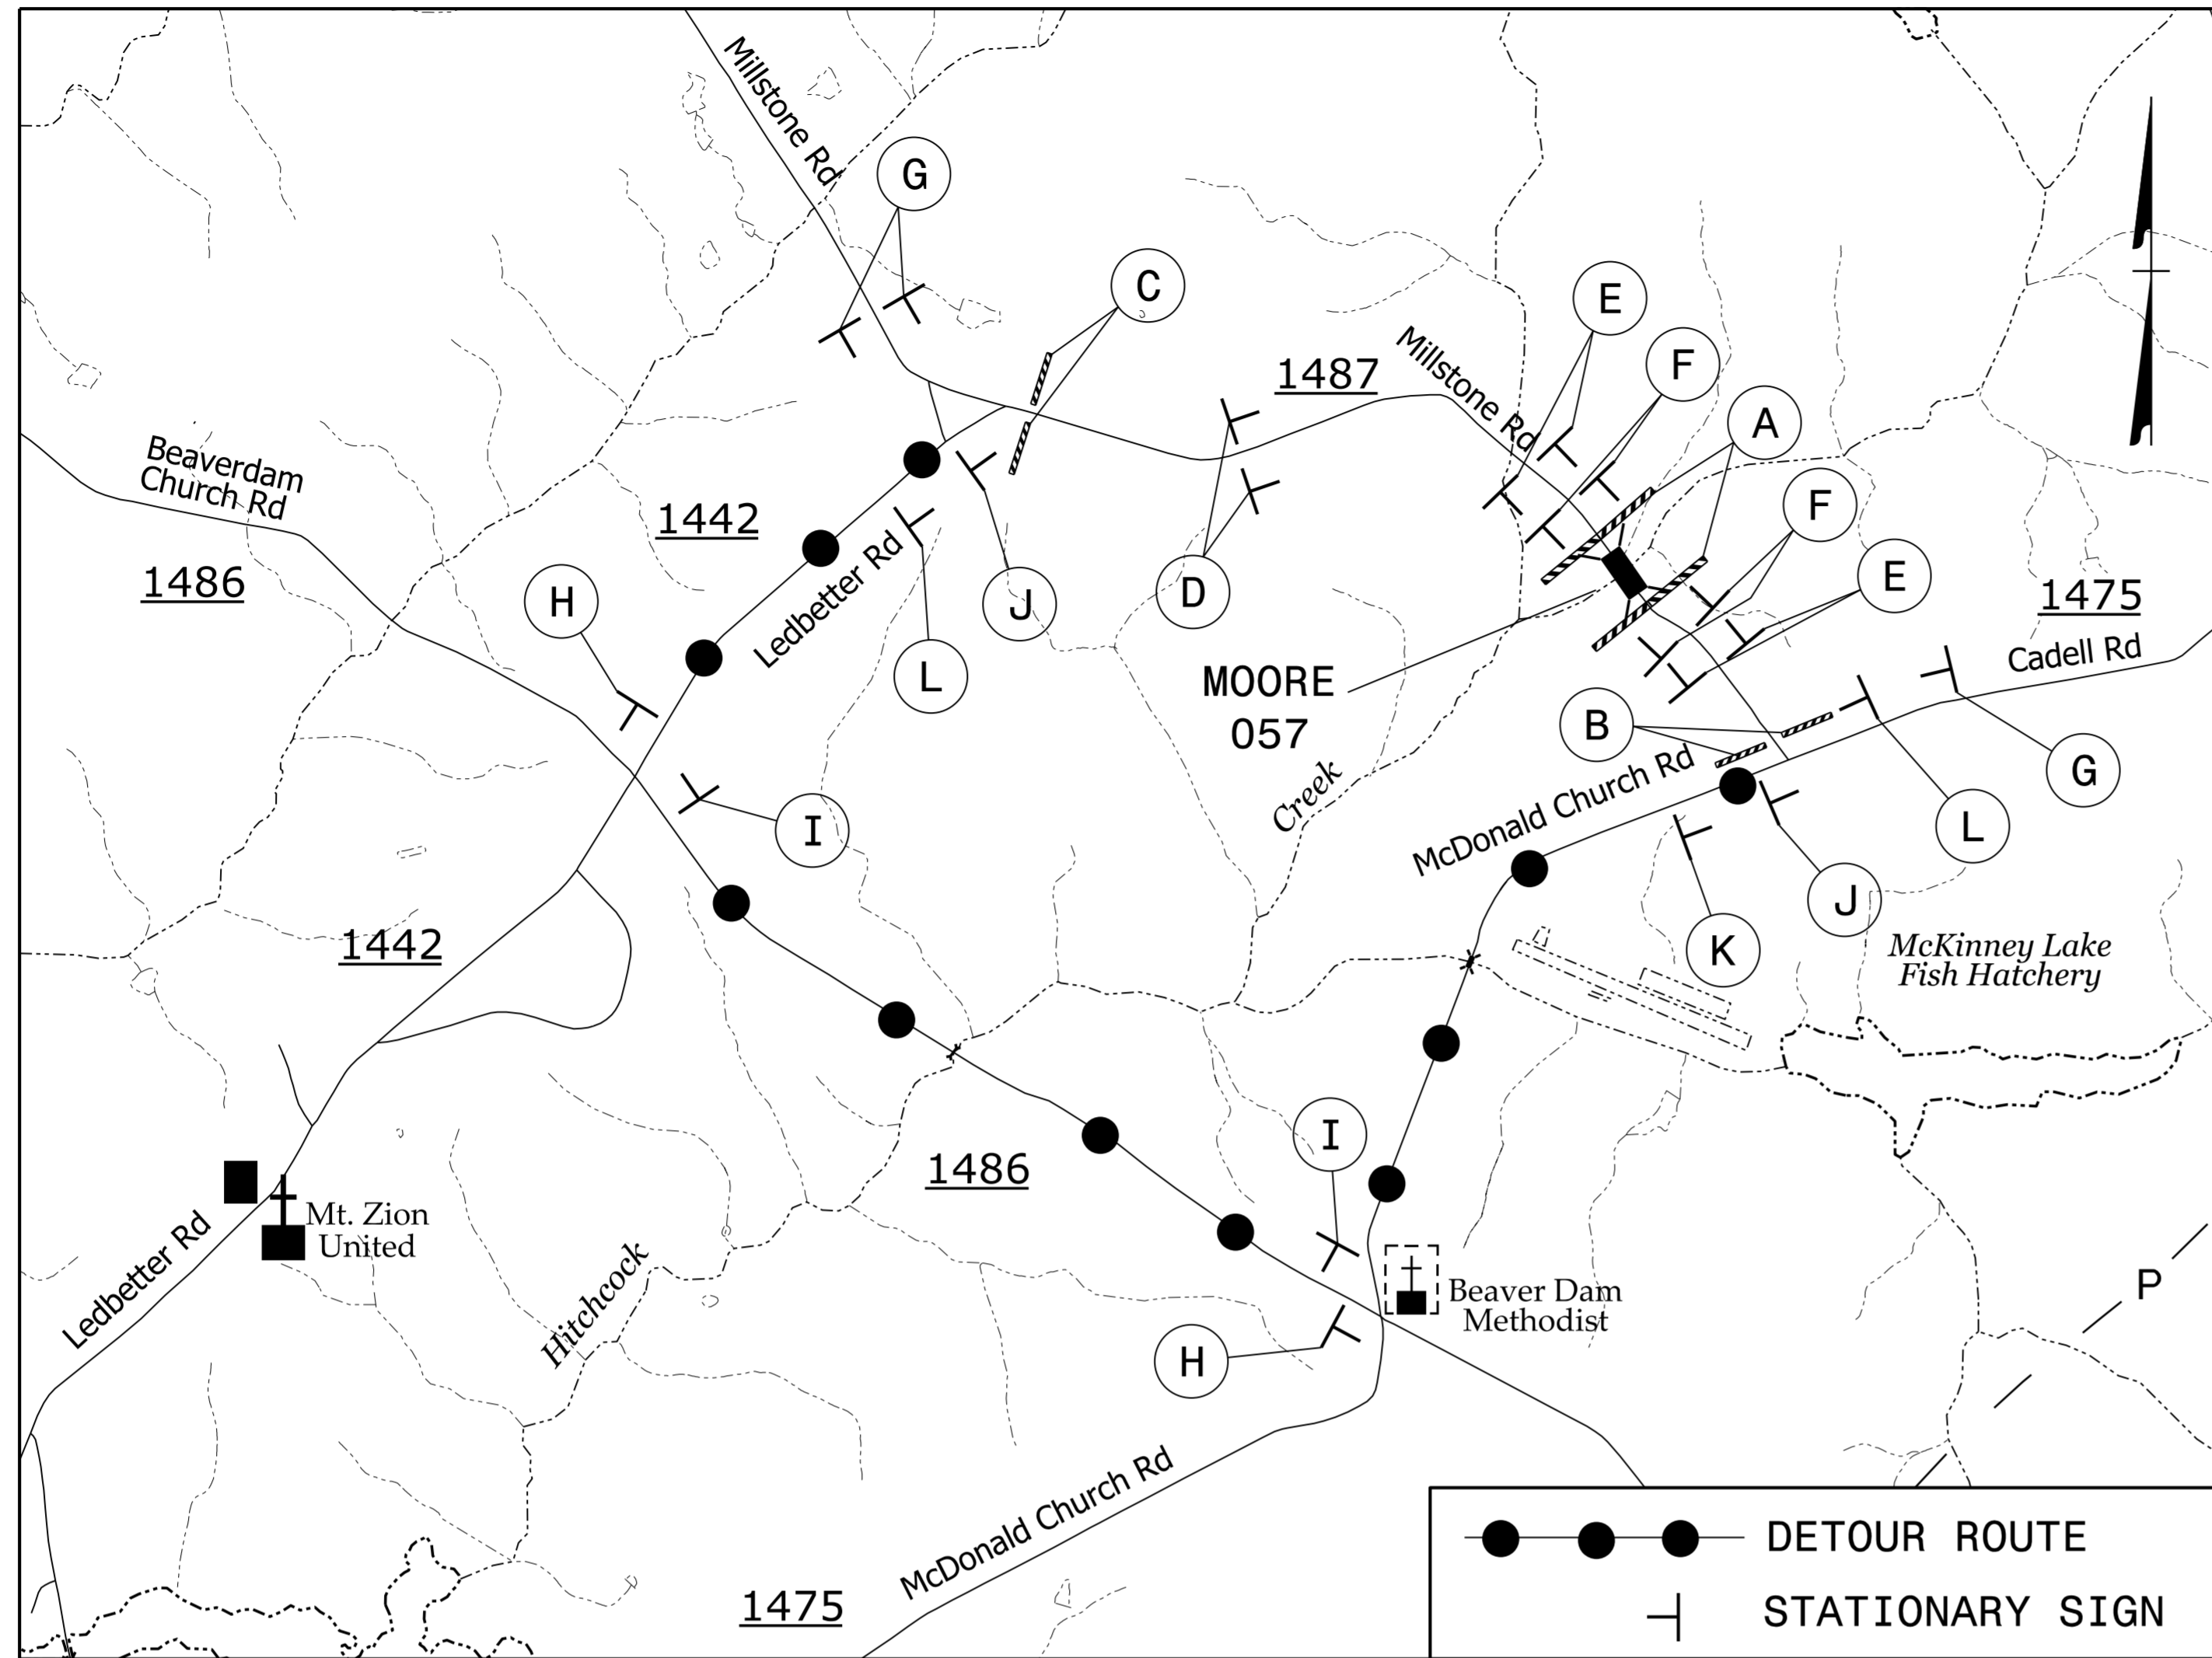 Millstone Rd
G
C
E
1487
Millstone Rd
F
A
Beaverdam
Church Rd
1442
F
1486
H
Ledbetter Rd
J
D
E
1475
L
MOORE
057
Cadell Rd
B
G
I
Creek
McDonald Church Rd
L
J
1442
K
McKinney Lake
Fish Hatchery
I
1486
Mt. Zion
United
Ledbetter Rd
Hitchcock
Beaver Dam
Methodist
P
H
McDonald Church Rd
1475
DETOUR ROUTE
STATIONARY SIGN